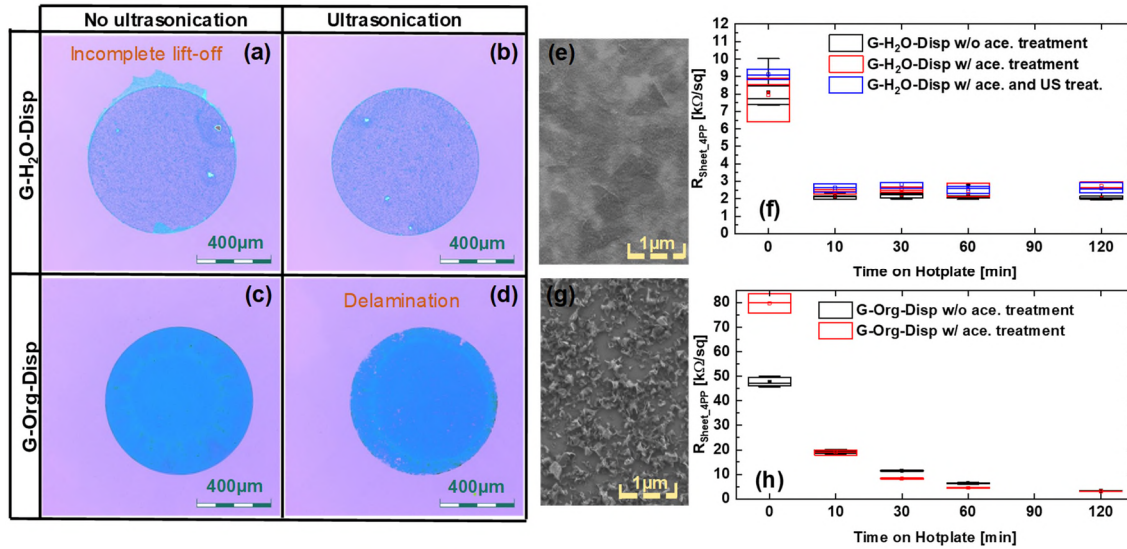 No ultrasonication
Ultrasonication
G-H₂O-Disp
Incomplete lift-off
(a)
400µm
(b)
400µm
G-Org-Disp
(c)
400µm
Delamination
(d)
400µm
(e)
1µm
(g)
1µm
R_Sheet_4PP [kΩ/sq]
12
11
10
9
8
7
6
5
4
3
2
1
0
G-H₂O-Disp w/o ace. treatment
G-H₂O-Disp w/ ace. treatment
G-H₂O-Disp w/ ace. and US treat.
(f)
0 10 30 60 90 120
Time on Hotplate [min]
R_Sheet_4PP [kΩ/sq]
80
70
60
50
40
30
20
10
0
G-Org-Disp w/o ace. treatment
G-Org-Disp w/ ace. treatment
(h)
0 10 30 60 90 120
Time on Hotplate [min]